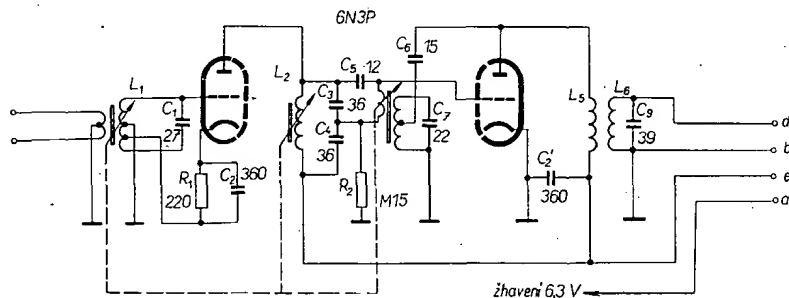 6N3P
L1
C1
27
R1
220
C2
360
L2
C3
36
C4
36
C5
12
R2
M15
C6
15
C7
22
C2'
360
L5
L6
C9
39
d
b
e
a
žhavení 6,3 V